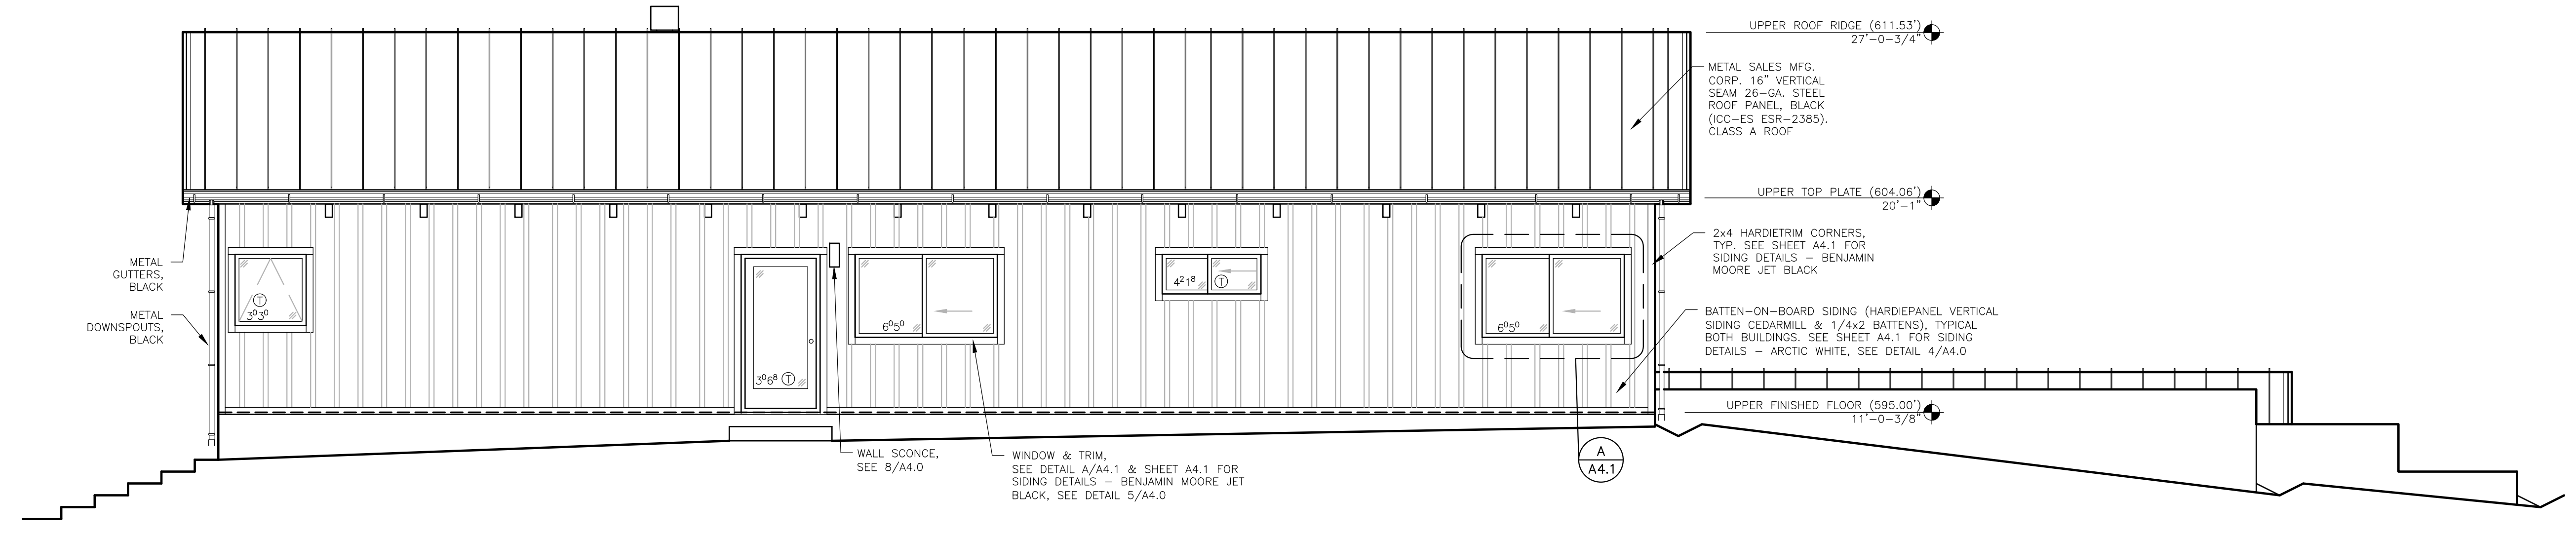 UPPER ROOF RIDGE (611.53')
27'-0-3/4"
METAL SALES MFG.
CORP. 16" VERTICAL
SEAM 26-GA. STEEL
ROOF PANEL, BLACK
(ICC-ES ESR-2385).
CLASS A ROOF
UPPER TOP PLATE (604.06')
20'-1"
2x4 HARDIETRIM CORNERS,
TYP. SEE SHEET A4.1 FOR
SIDING DETAILS - BENJAMIN
MOORE JET BLACK
METAL
GUTTERS,
BLACK
METAL
DOWNSPOUTS,
BLACK
T
3⁰3⁰
3⁰6⁸ T
6⁰5⁰
4²1⁸ T
6⁰5⁰
BATTEN-ON-BOARD SIDING (HARDIEPANEL VERTICAL
SIDING CEDARMILL & 1/4x2 BATTENS), TYPICAL
BOTH BUILDINGS. SEE SHEET A4.1 FOR SIDING
DETAILS - ARCTIC WHITE, SEE DETAIL 4/A4.0
UPPER FINISHED FLOOR (595.00')
11'-0-3/8"
WALL SCONCE,
SEE 8/A4.0
WINDOW & TRIM,
SEE DETAIL A/A4.1 & SHEET A4.1 FOR
SIDING DETAILS - BENJAMIN MOORE JET
BLACK, SEE DETAIL 5/A4.0
A
A4.1